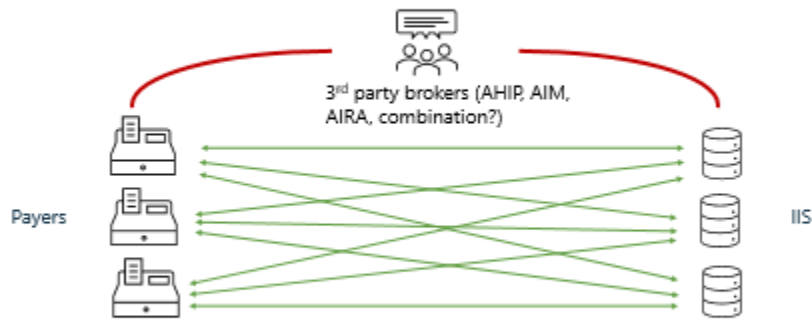 3rd party brokers (AHIP, AIM,
AIRA, combination?)
Payers
IIS